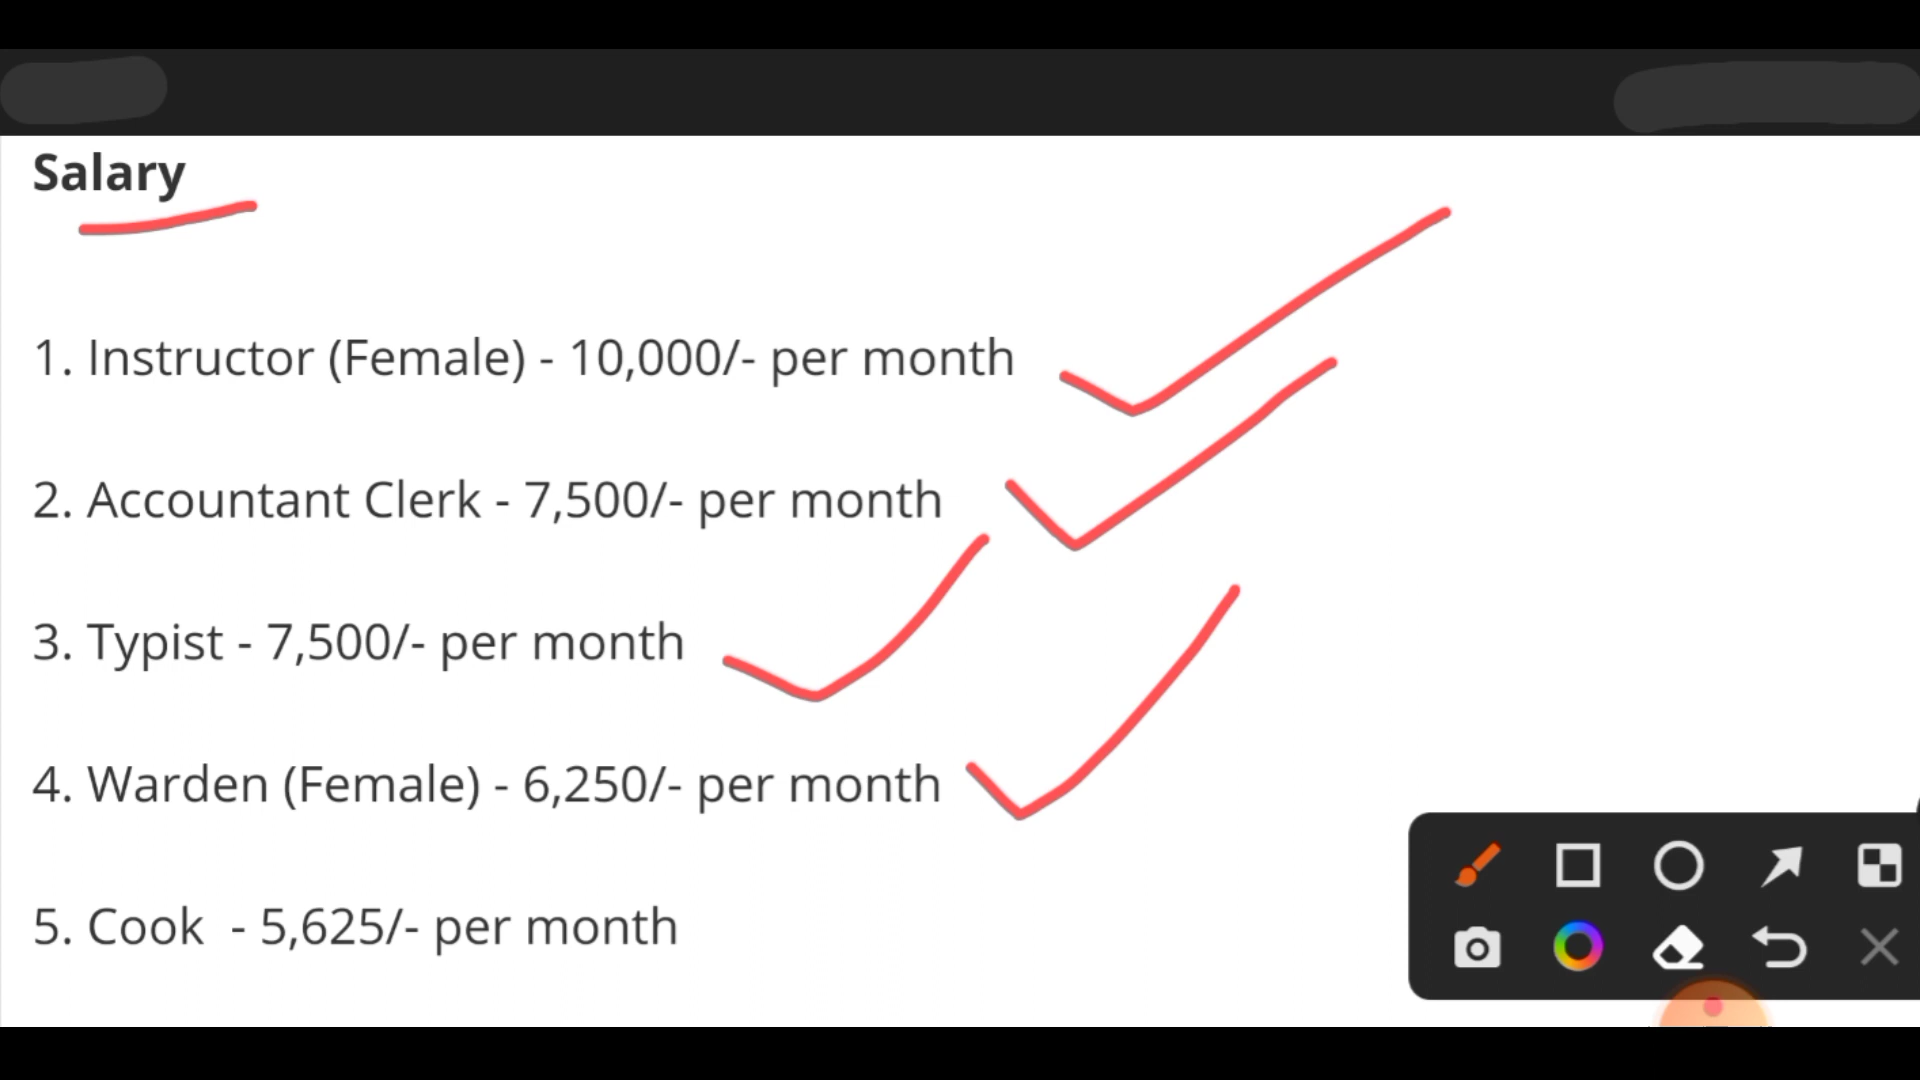 Salary
1. Instructor (Female) - 10,000/- per month
2. Accountant Clerk - 7,500/- per month
3. Typist - 7,500/- per month
4. Warden (Female) - 6,250/- per month
5. Cook  - 5,625/- per month